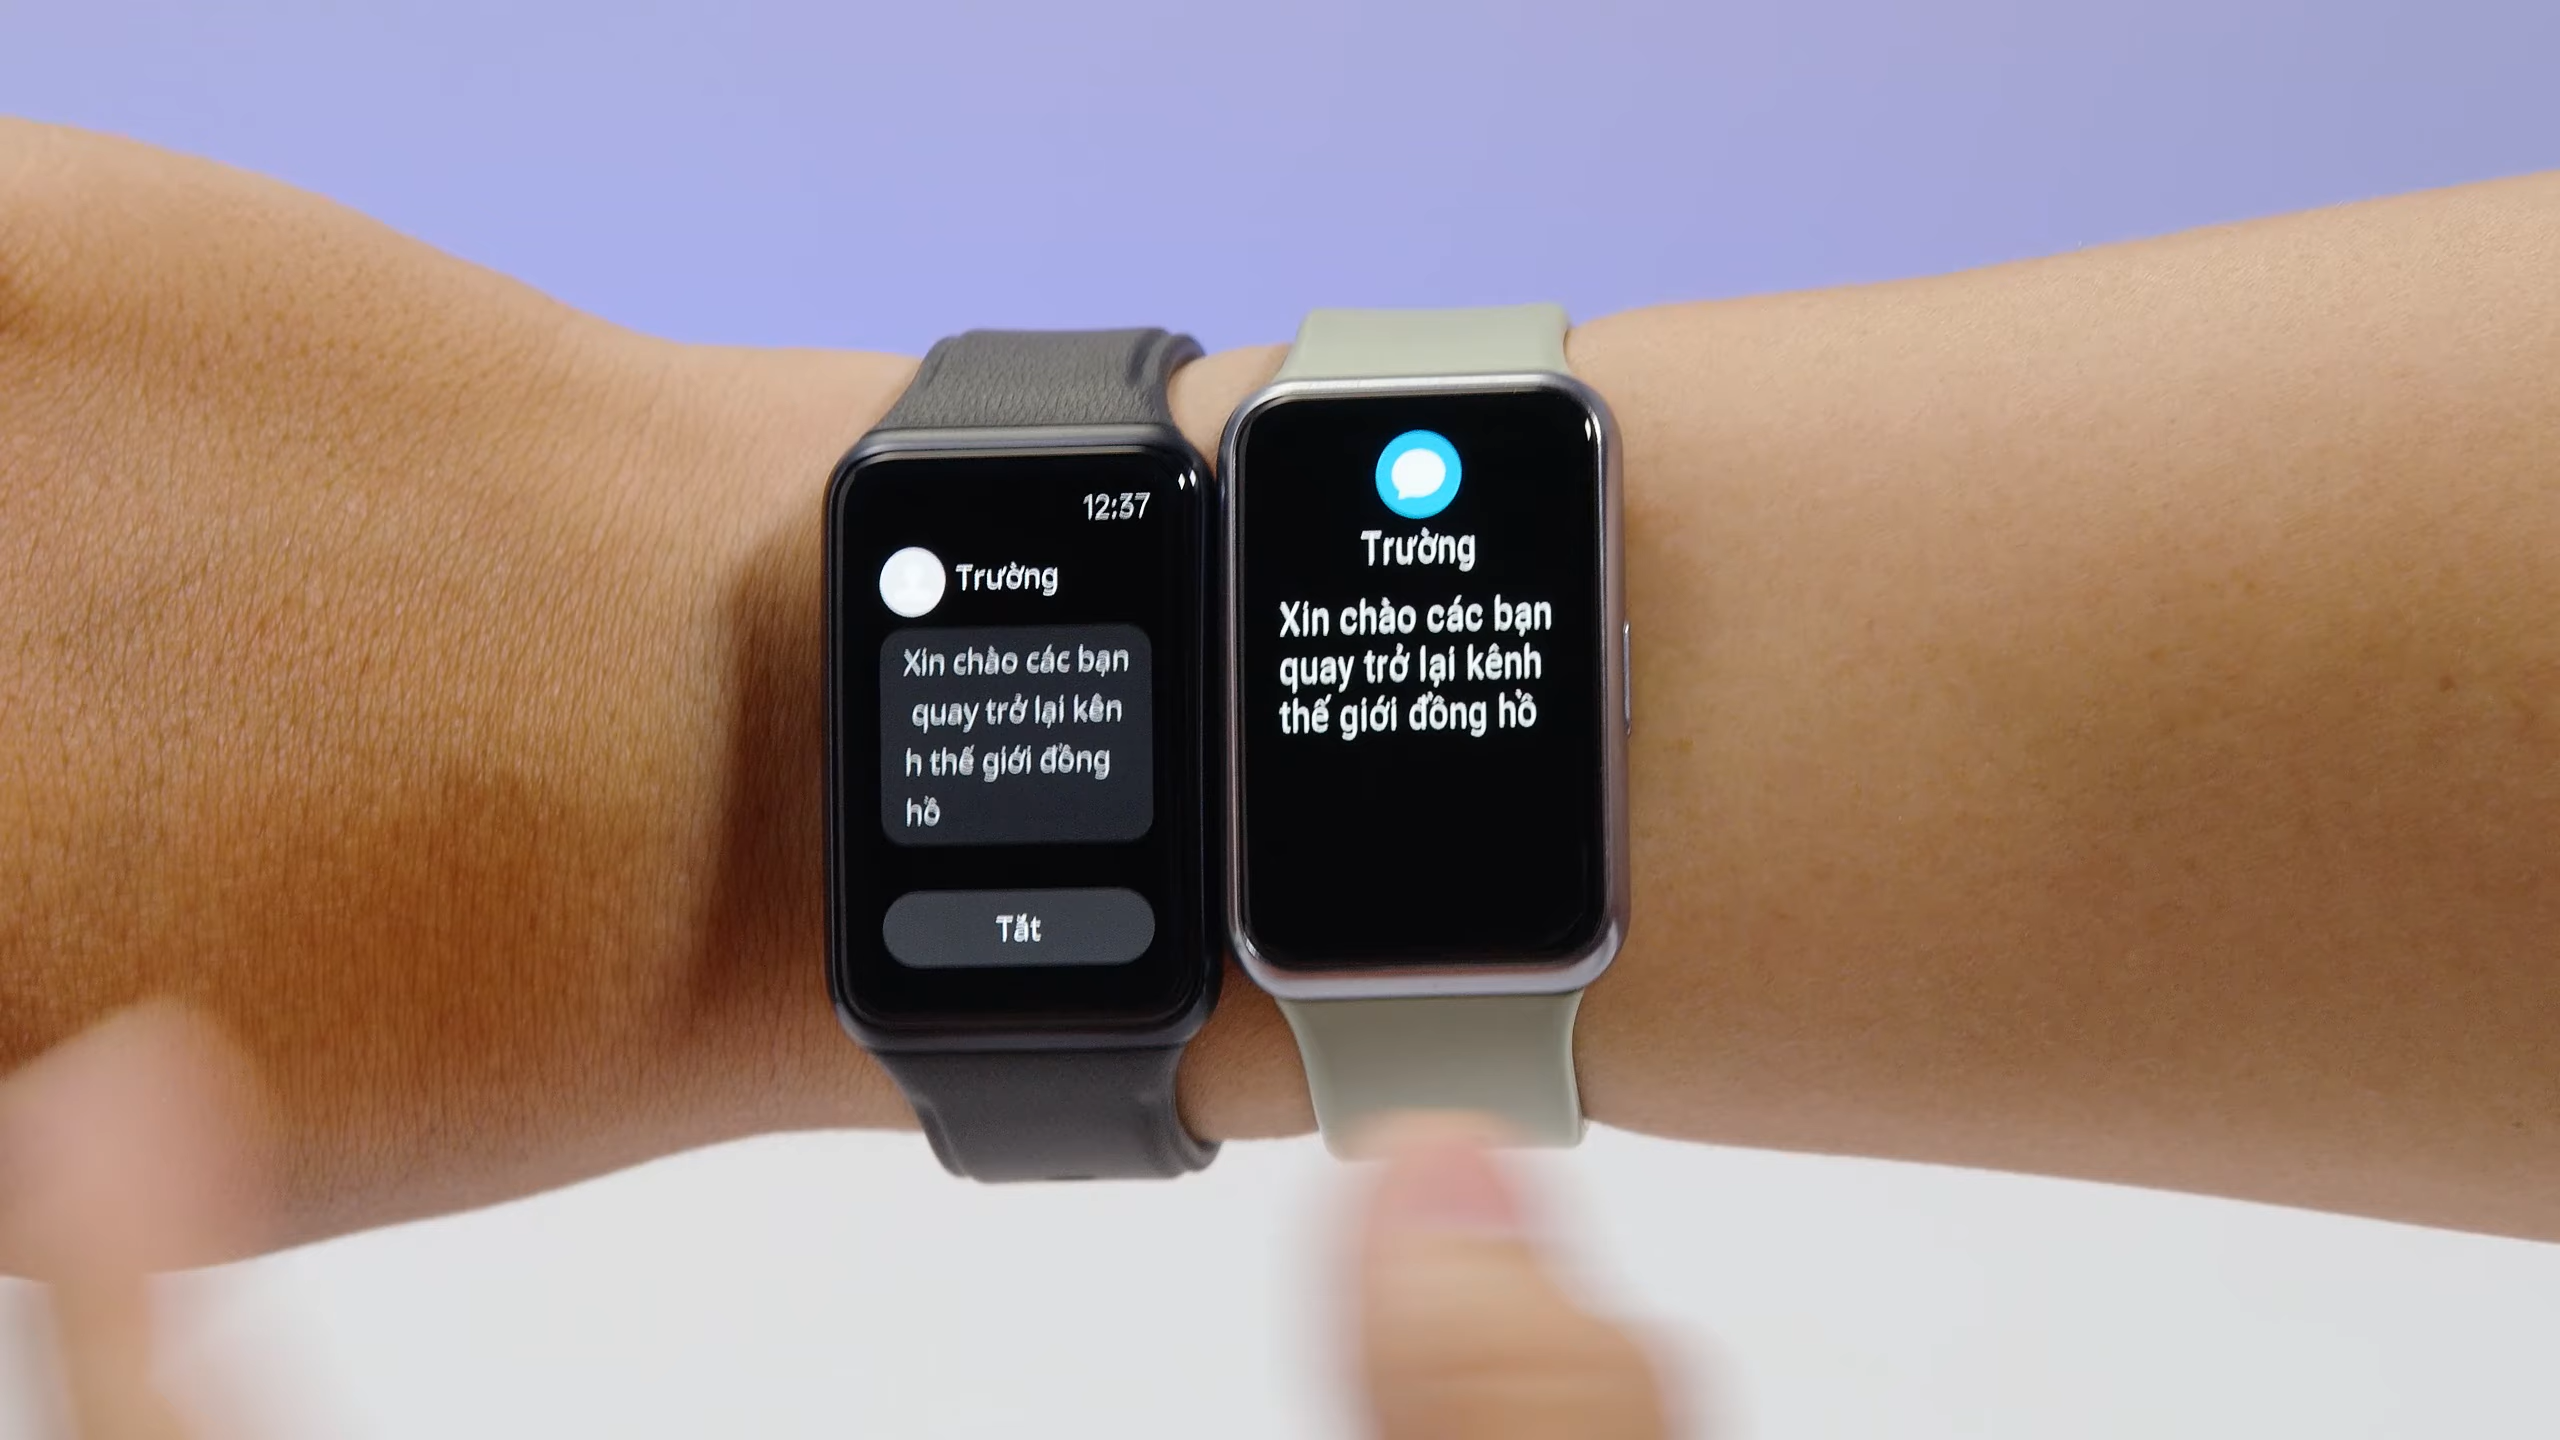 12:37
Trường
Xin chào các bạn
quay trở lại kên
h thế giới đồng
hồ
Tắt
Trường
Xin chào các bạn
quay trở lại kênh
thế giới đồng hồ